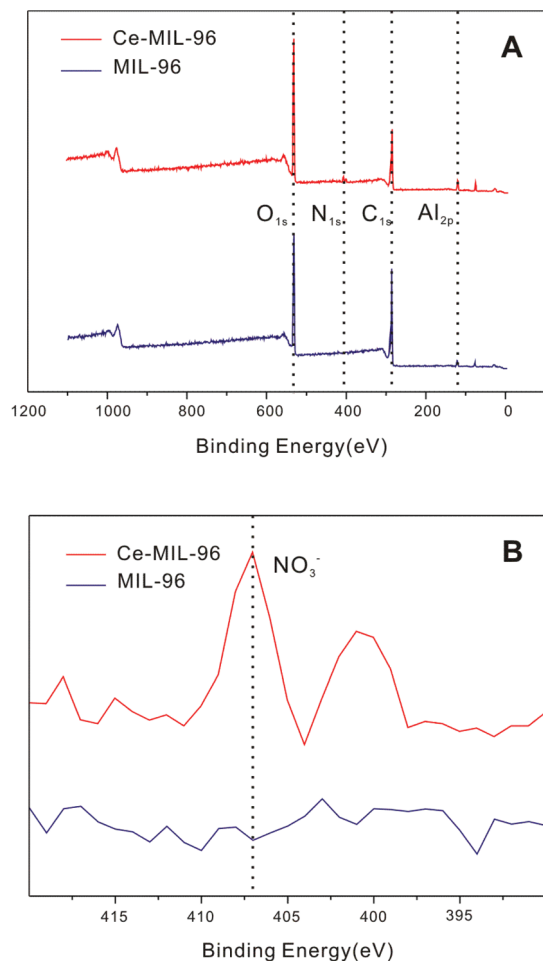 Ce-MIL-96
A
MIL-96
O1s N1s C1s Al2p
1200 1000 800 600 400 200 0
Binding Energy(eV)
Ce-MIL-96
B
NO3-
MIL-96
415 410 405 400 395
Binding Energy(eV)